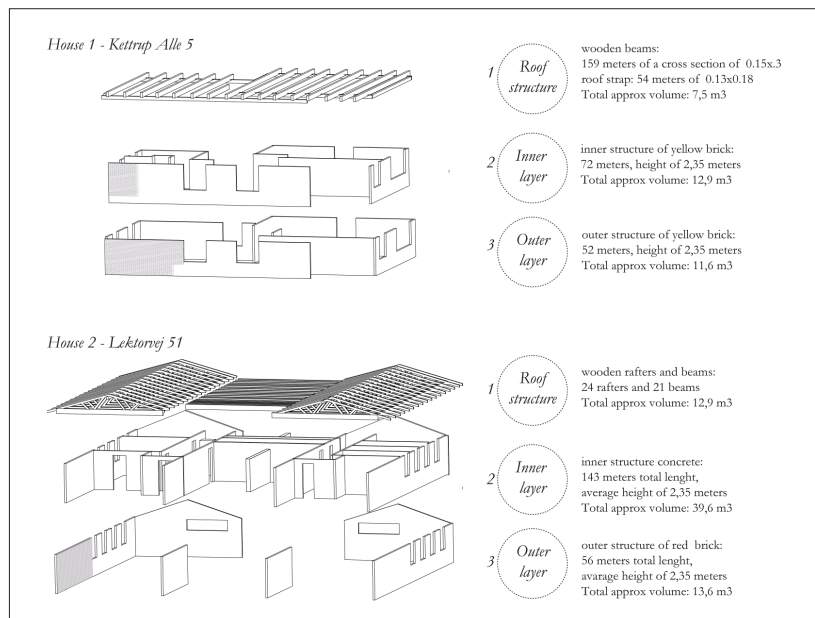 House 1 - Kettrup Alle 5
1
Roof
structure
wooden beams:
159 meters of a cross section of 0.15x.3
roof strap: 54 meters of 0.13x0.18
Total approx volume: 7,5 m3
2
Inner
layer
inner structure of yellow brick:
72 meters, height of 2,35 meters
Total approx volume: 12,9 m3
3
Outer
layer
outer structure of yellow brick:
52 meters, height of 2,35 meters
Total approx volume: 11,6 m3
House 2 - Lektorvej 51
1
Roof
structure
wooden rafters and beams:
24 rafters and 21 beams
Total approx volume: 12,9 m3
2
Inner
layer
inner structure concrete:
143 meters total lenght,
average height of 2,35 meters
Total approx volume: 39,6 m3
3
Outer
layer
outer structure of red brick:
56 meters total lenght,
avarage height of 2,35 meters
Total approx volume: 13,6 m3